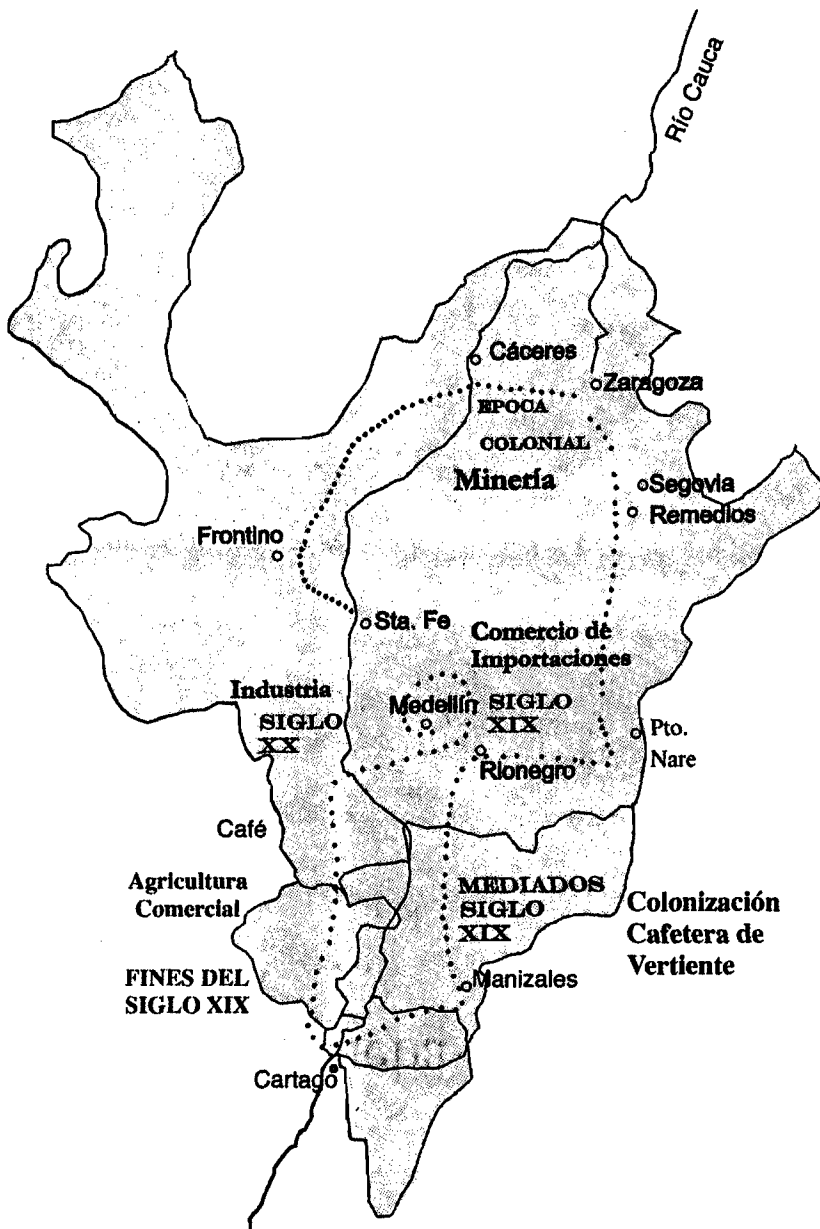 Río Cauca
Cáceres
Zaragoza
EPOCA
COLONIAL
Minería
Segovia
Remedios
Frontino
Sta. Fe
Comercio de
Importaciones
Industria
SIGLO
XX
Medellín
SIGLO
XIX
Pto.
Nare
Rionegro
Café
Agricultura
Comercial
MEDIADOS
SIGLO
XIX
Colonización
Cafetera de
Vertiente
FINES DEL
SIGLO XIX
Manizales
Cartago